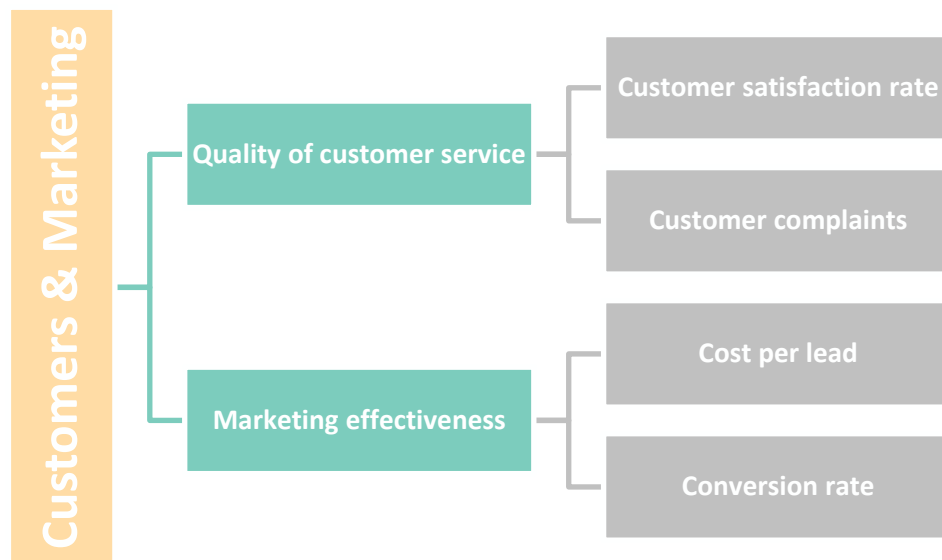 Customers & Marketing
Quality of customer service
Customer satisfaction rate
Customer complaints
Marketing effectiveness
Cost per lead
Conversion rate